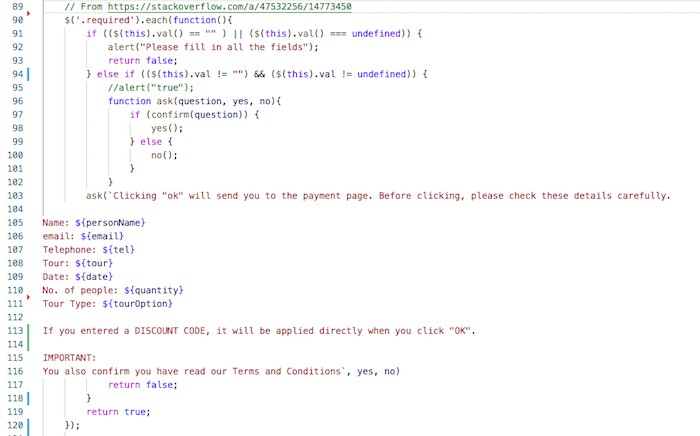 89 // From https://stackoverflow.com/a/47532256/14773450
90 $('.required').each(function(){
91 if (($(this).val() == "" ) || ($(this).val() === undefined)) {
92 alert("Please fill in all the fields");
93 return false;
94 } else if (($(this).val != "") && ($(this).val != undefined)) {
95 //alert("true");
96 function ask(question, yes, no){
97 if (confirm(question)) {
98 yes();
99 } else {
100 no();
101 }
102 }
103 ask(`Clicking "ok" will send you to the payment page. Before clicking, please check these details carefully.
104
105 Name: ${personName}
106 email: ${email}
107 Telephone: ${tel}
108 Tour: ${tour}
109 Date: ${date}
110 No. of people: ${quantity}
111 Tour Type: ${tourOption}
112
113 If you entered a DISCOUNT CODE, it will be applied directly when you click "OK".
114
115 IMPORTANT:
116 You also confirm you have read our Terms and Conditions`, yes, no)
117 return false;
118 }
119 return true;
120 });